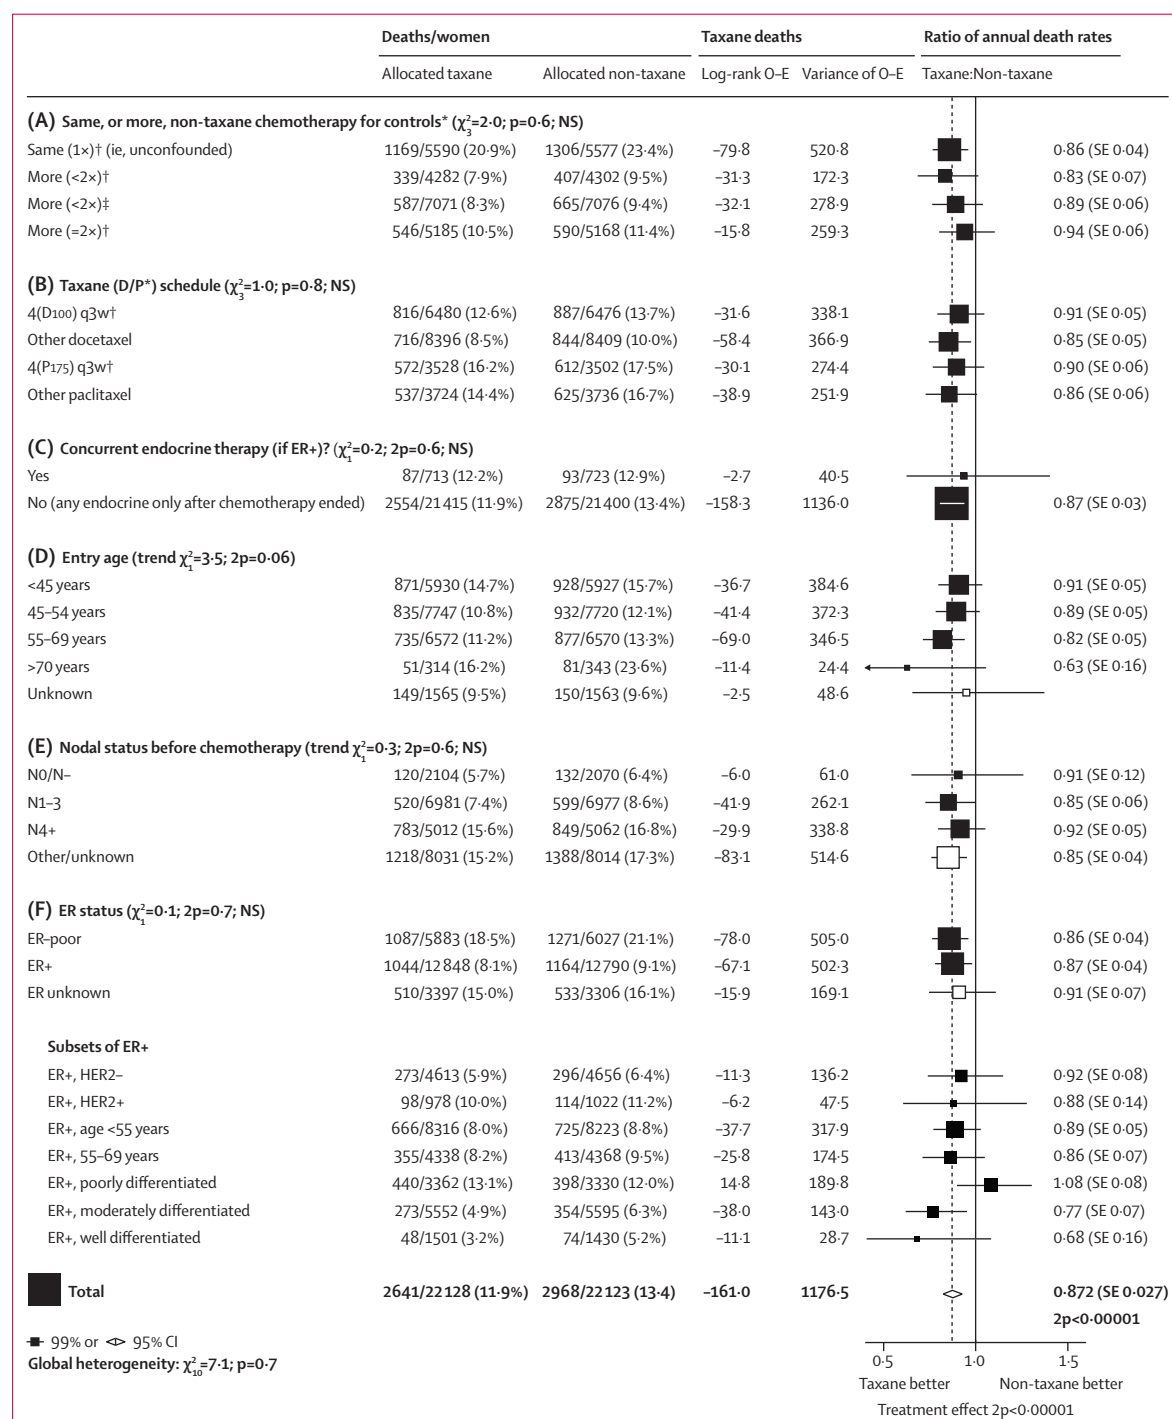 Deaths/women Taxane deaths Ratio of annual death rates
Allocated taxane Allocated non-taxane Log-rank O–E Variance of O–E Taxane:Non-taxane
(A) Same, or more, non-taxane chemotherapy for controls* (χ²₃=2·0; p=0·6; NS)
Same (1×)† (ie, unconfounded) 1169/5590 (20·9%) 1306/5577 (23·4%) –79·8 520·8 0·86 (SE 0·04)
More (<2×)† 339/4282 (7·9%) 407/4302 (9·5%) –31·3 172·3 0·83 (SE 0·07)
More (<2×)‡ 587/7071 (8·3%) 665/7076 (9·4%) –32·1 278·9 0·89 (SE 0·06)
More (=2×)† 546/5185 (10·5%) 590/5168 (11·4%) –15·8 259·3 0·94 (SE 0·06)
(B) Taxane (D/P*) schedule (χ²₃=1·0; p=0·8; NS)
4(D100) q3w† 816/6480 (12·6%) 887/6476 (13·7%) –31·6 338·1 0·91 (SE 0·05)
Other docetaxel 716/8396 (8·5%) 844/8409 (10·0%) –58·4 366·9 0·85 (SE 0·05)
4(P175) q3w† 572/3528 (16·2%) 612/3502 (17·5%) –30·1 274·4 0·90 (SE 0·06)
Other paclitaxel 537/3724 (14·4%) 625/3736 (16·7%) –38·9 251·9 0·86 (SE 0·06)
(C) Concurrent endocrine therapy (if ER+)? (χ²₁=0·2; 2p=0·6; NS)
Yes 87/713 (12·2%) 93/723 (12·9%) –2·7 40·5
No (any endocrine only after chemotherapy ended) 2554/21 415 (11·9%) 2875/21 400 (13·4%) –158·3 1136·0 0·87 (SE 0·03)
(D) Entry age (trend χ²₁=3·5; 2p=0·06)
<45 years 871/5930 (14·7%) 928/5927 (15·7%) –36·7 384·6 0·91 (SE 0·05)
45–54 years 835/7747 (10·8%) 932/7720 (12·1%) –41·4 372·3 0·89 (SE 0·05)
55–69 years 735/6572 (11·2%) 877/6570 (13·3%) –69·0 346·5 0·82 (SE 0·05)
>70 years 51/314 (16·2%) 81/343 (23·6%) –11·4 24·4 0·63 (SE 0·16)
Unknown 149/1565 (9·5%) 150/1563 (9·6%) –2·5 48·6
(E) Nodal status before chemotherapy (trend χ²₁=0·3; 2p=0·6; NS)
N0/N– 120/2104 (5·7%) 132/2070 (6·4%) –6·0 61·0 0·91 (SE 0·12)
N1–3 520/6981 (7·4%) 599/6977 (8·6%) –41·9 262·1 0·85 (SE 0·06)
N4+ 783/5012 (15·6%) 849/5062 (16·8%) –29·9 338·8 0·92 (SE 0·05)
Other/unknown 1218/8031 (15·2%) 1388/8014 (17·3%) –83·1 514·6 0·85 (SE 0·04)
(F) ER status (χ²₁=0·1; 2p=0·7; NS)
ER-poor 1087/5883 (18·5%) 1271/6027 (21·1%) –78·0 505·0 0·86 (SE 0·04)
ER+ 1044/12 848 (8·1%) 1164/12 790 (9·1%) –67·1 502·3 0·87 (SE 0·04)
ER unknown 510/3397 (15·0%) 533/3306 (16·1%) –15·9 169·1 0·91 (SE 0·07)
Subsets of ER+
ER+, HER2– 273/4613 (5·9%) 296/4656 (6·4%) –11·3 136·2 0·92 (SE 0·08)
ER+, HER2+ 98/978 (10·0%) 114/1022 (11·2%) –6·2 47·5 0·88 (SE 0·14)
ER+, age <55 years 666/8316 (8·0%) 725/8223 (8·8%) –37·7 317·9 0·89 (SE 0·05)
ER+, 55–69 years 355/4338 (8·2%) 413/4368 (9·5%) –25·8 174·5 0·86 (SE 0·07)
ER+, poorly differentiated 440/3362 (13·1%) 398/3330 (12·0%) 14·8 189·8 1·08 (SE 0·08)
ER+, moderately differentiated 273/5552 (4·9%) 354/5595 (6·3%) –38·0 143·0 0·77 (SE 0·07)
ER+, well differentiated 48/1501 (3·2%) 74/1430 (5·2%) –11·1 28·7 0·68 (SE 0·16)
Total 2641/22 128 (11·9%) 2968/22 123 (13·4) –161·0 1176·5 0·872 (SE 0·027)
2p<0·00001
99% or 95% CI
Global heterogeneity: χ²₁₀=7·1; p=0·7
0·5 1·0 1·5
Taxane better Non-taxane better
Treatment effect 2p<0·00001